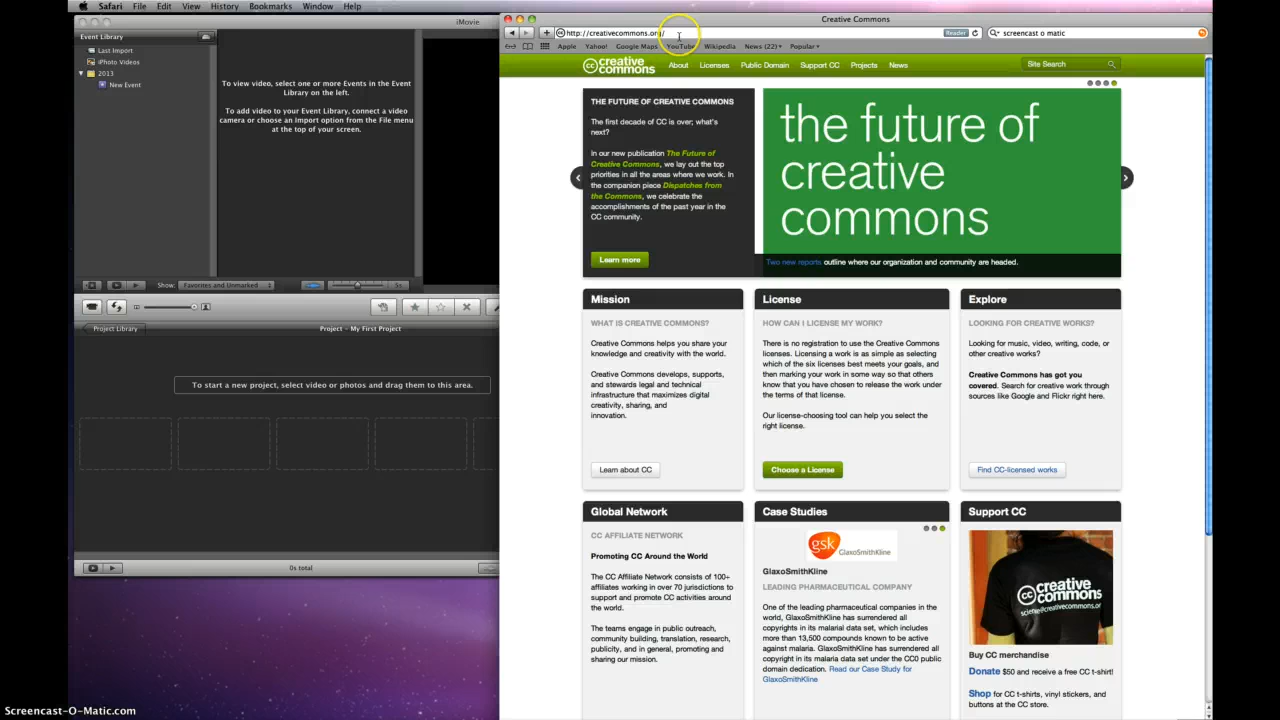 Safari File Edit View History Bookmarks Window Help
iMovie
Event Library
Last Import
iPhoto Videos
2013
New Event
To view video, select one or more Events in the Event
Library on the left.
To add video to your Event Library, connect a video
camera or choose an Import option from the File menu
at the top of your screen.
Show: Favorites and Unmarked
5s
Project Library
Project - My First Project
To start a new project, select video or photos and drag them to this area.
0s total
Creative Commons
http://creativecommons.org/
Reader
screencast o matic
Apple Yahoo! Google Maps YouTube Wikipedia News (22) Popular
creative commons
About Licenses Public Domain Support CC Projects News
Site Search
THE FUTURE OF CREATIVE COMMONS
The first decade of CC is over; what's
next?
In our new publication The Future of
Creative Commons, we lay out the top
priorities in all the areas where we work. In
the companion piece Dispatches from
the Commons, we celebrate the
accomplishments of the past year in the
CC community.
Learn more
the future of
creative
commons
Two new reports outline where our organization and community are headed.
Mission
WHAT IS CREATIVE COMMONS?
Creative Commons helps you share your
knowledge and creativity with the world.
Creative Commons develops, supports,
and stewards legal and technical
infrastructure that maximizes digital
creativity, sharing, and
innovation.
Learn about CC
License
HOW CAN I LICENSE MY WORK?
There is no registration to use the Creative Commons
licenses. Licensing a work is as simple as selecting
which of the six licenses best meets your goals, and
then marking your work in some way so that others
know that you have chosen to release the work under
the terms of that license.
Our license-choosing tool can help you select the
right license.
Choose a License
Explore
LOOKING FOR CREATIVE WORKS?
Looking for music, video, writing, code, or
other creative works?
Creative Commons has got you
covered. Search for creative work through
sources like Google and Flickr right here.
Find CC-licensed works
Global Network
CC AFFILIATE NETWORK
Promoting CC Around the World
The CC Affiliate Network consists of 100+
affiliates working in over 70 jurisdictions to
support and promote CC activities around
the world.
The teams engage in public outreach,
community building, translation, research,
publicity, and in general, promoting and
sharing our mission.
Case Studies
gsk GlaxoSmithKline
GlaxoSmithKline
LEADING PHARMACEUTICAL COMPANY
One of the leading pharmaceutical companies in the
world, GlaxoSmithKline has surrendered all
copyrights in its malarial data set, which includes
more than 13,500 compounds known to be active
against malaria. GlaxoSmithKline has surrendered all
copyright in its malaria data set under the CC0 public
domain dedication. Read our Case Study for
GlaxoSmithKline
Support CC
cc creative
commons
science@creativecommons.or
Buy CC merchandise
Donate $50 and receive a free CC t-shirt!
Shop for CC t-shirts, vinyl stickers, and
buttons at the CC store.
Screencast-O-Matic.com